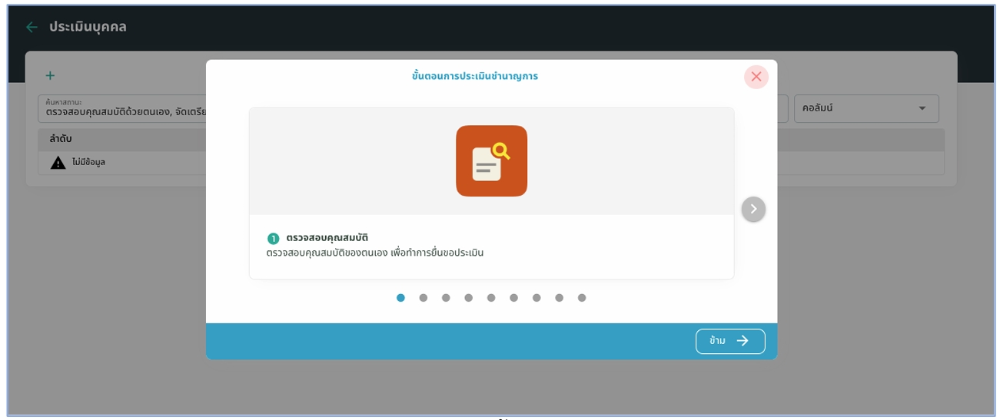 ประเมินบุคคล
ขั้นตอนการประเมินชำนาญการ
ค้นหาสถานะ
ตรวจสอบคุณสมบัติด้วยตนเอง, จัดเตรีย
คอลัมน์
ลำดับ
ไม่มีข้อมูล
1 ตรวจสอบคุณสมบัติ
ตรวจสอบคุณสมบัติของตนเอง เพื่อทำการยื่นขอประเมิน
ข้าม